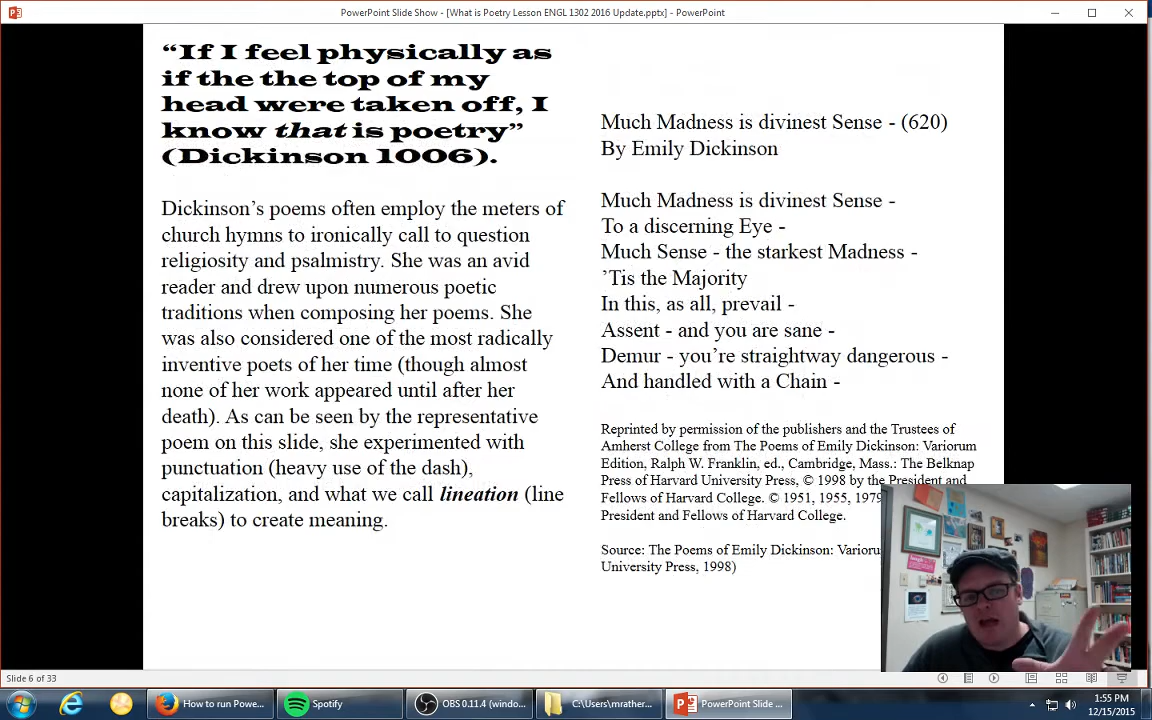 PowerPoint Slide Show - [What is Poetry Lesson ENGL 1302 2016 Update.pptx] - PowerPoint
“If I feel physically as
if the the top of my
head were taken off, I
know that is poetry”
(Dickinson 1006).
Dickinson’s poems often employ the meters of
church hymns to ironically call to question
religiosity and psalmistry. She was an avid
reader and drew upon numerous poetic
traditions when composing her poems. She
was also considered one of the most radically
inventive poets of her time (though almost
none of her work appeared until after her
death). As can be seen by the representative
poem on this slide, she experimented with
punctuation (heavy use of the dash),
capitalization, and what we call lineation (line
breaks) to create meaning.
Much Madness is divinest Sense - (620)
By Emily Dickinson
Much Madness is divinest Sense -
To a discerning Eye -
Much Sense - the starkest Madness -
’Tis the Majority
In this, as all, prevail -
Assent - and you are sane -
Demur - you’re straightway dangerous -
And handled with a Chain -
Reprinted by permission of the publishers and the Trustees of
Amherst College from The Poems of Emily Dickinson: Variorum
Edition, Ralph W. Franklin, ed., Cambridge, Mass.: The Belknap
Press of Harvard University Press, © 1998 by the President and
Fellows of Harvard College. © 1951, 1955, 1979
President and Fellows of Harvard College.
Source: The Poems of Emily Dickinson: Varioru
University Press, 1998)
Slide 6 of 33
How to run Powe...
Spotify
OBS 0.11.4 (windo...
C:\Users\mrather...
PowerPoint Slide ...
1:55 PM
12/15/2015